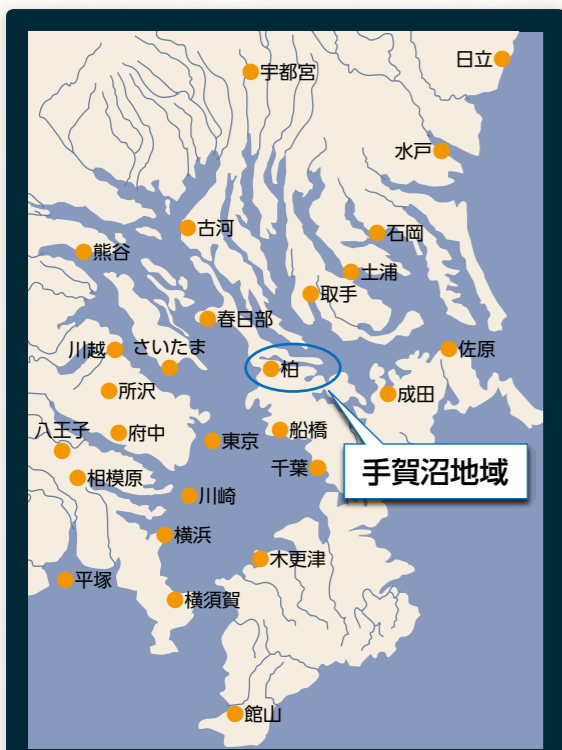 日立
宇都宮
水戸
古河
石岡
熊谷
土浦
取手
春日部
川越
さいたま
佐原
柏
所沢
成田
八王子
府中
東京
船橋
手賀沼地域
千葉
相模原
川崎
横浜
木更津
平塚
横須賀
館山